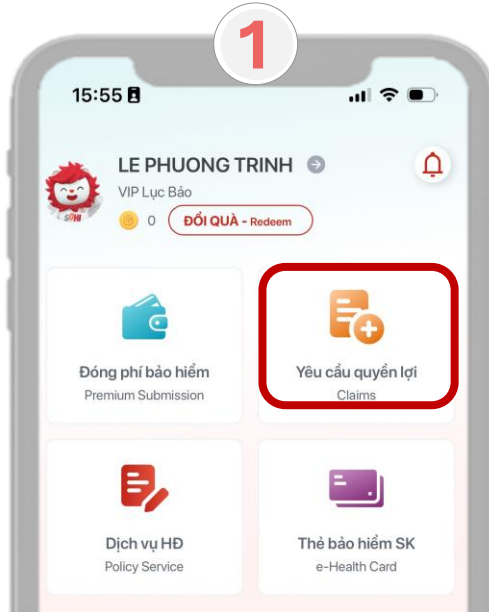 1
15:55
LE PHUONG TRINH
VIP Lục Bảo
SOHI
0 ĐỔI QUÀ - Redeem
Đóng phí bảo hiểm
Premium Submission
Yêu cầu quyền lợi
Claims
Dịch vụ HĐ
Policy Service
Thẻ bảo hiểm SK
e-Health Card